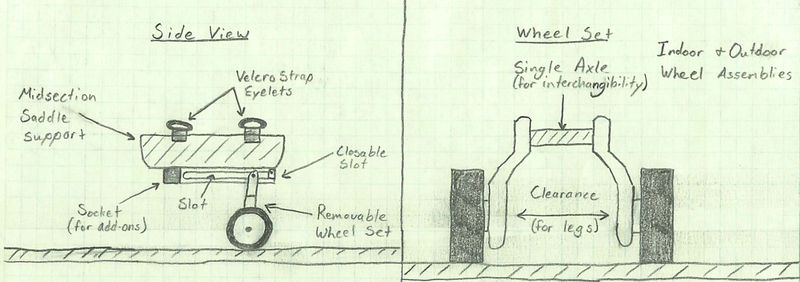 Side View
Velcro Strap
Eyelets
Midsection
Saddle
Support
Closable
Slot
Socket
(for add-ons)
Slot
Removable
Wheel Set
Wheel Set
Single Axle
(for interchangibility)
Indoor & Outdoor
Wheel Assemblies
Clearance
(for legs)